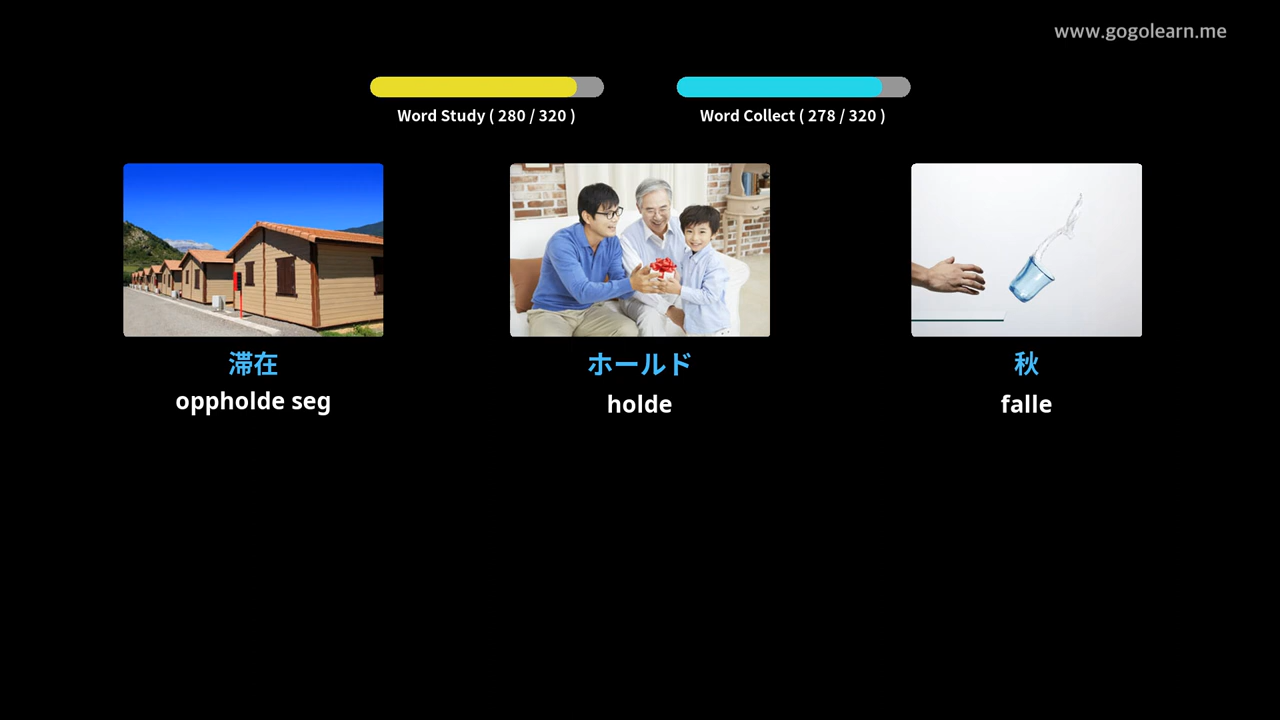 www.gogolearn.me
Word Study ( 280 / 320 )
Word Collect ( 278 / 320 )
滞在
ホールド
秋
oppholde seg
holde
falle